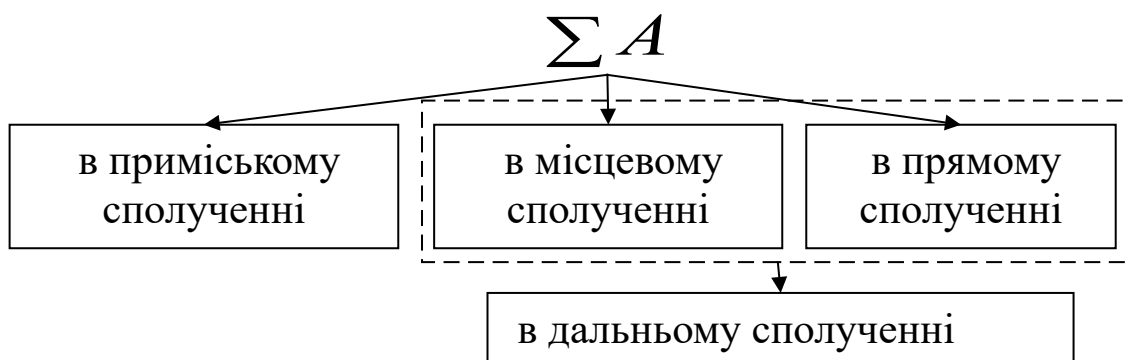 ∑ A
в приміському
сполученні
в місцевому
сполученні
в прямому
сполученні
в дальньому сполученні